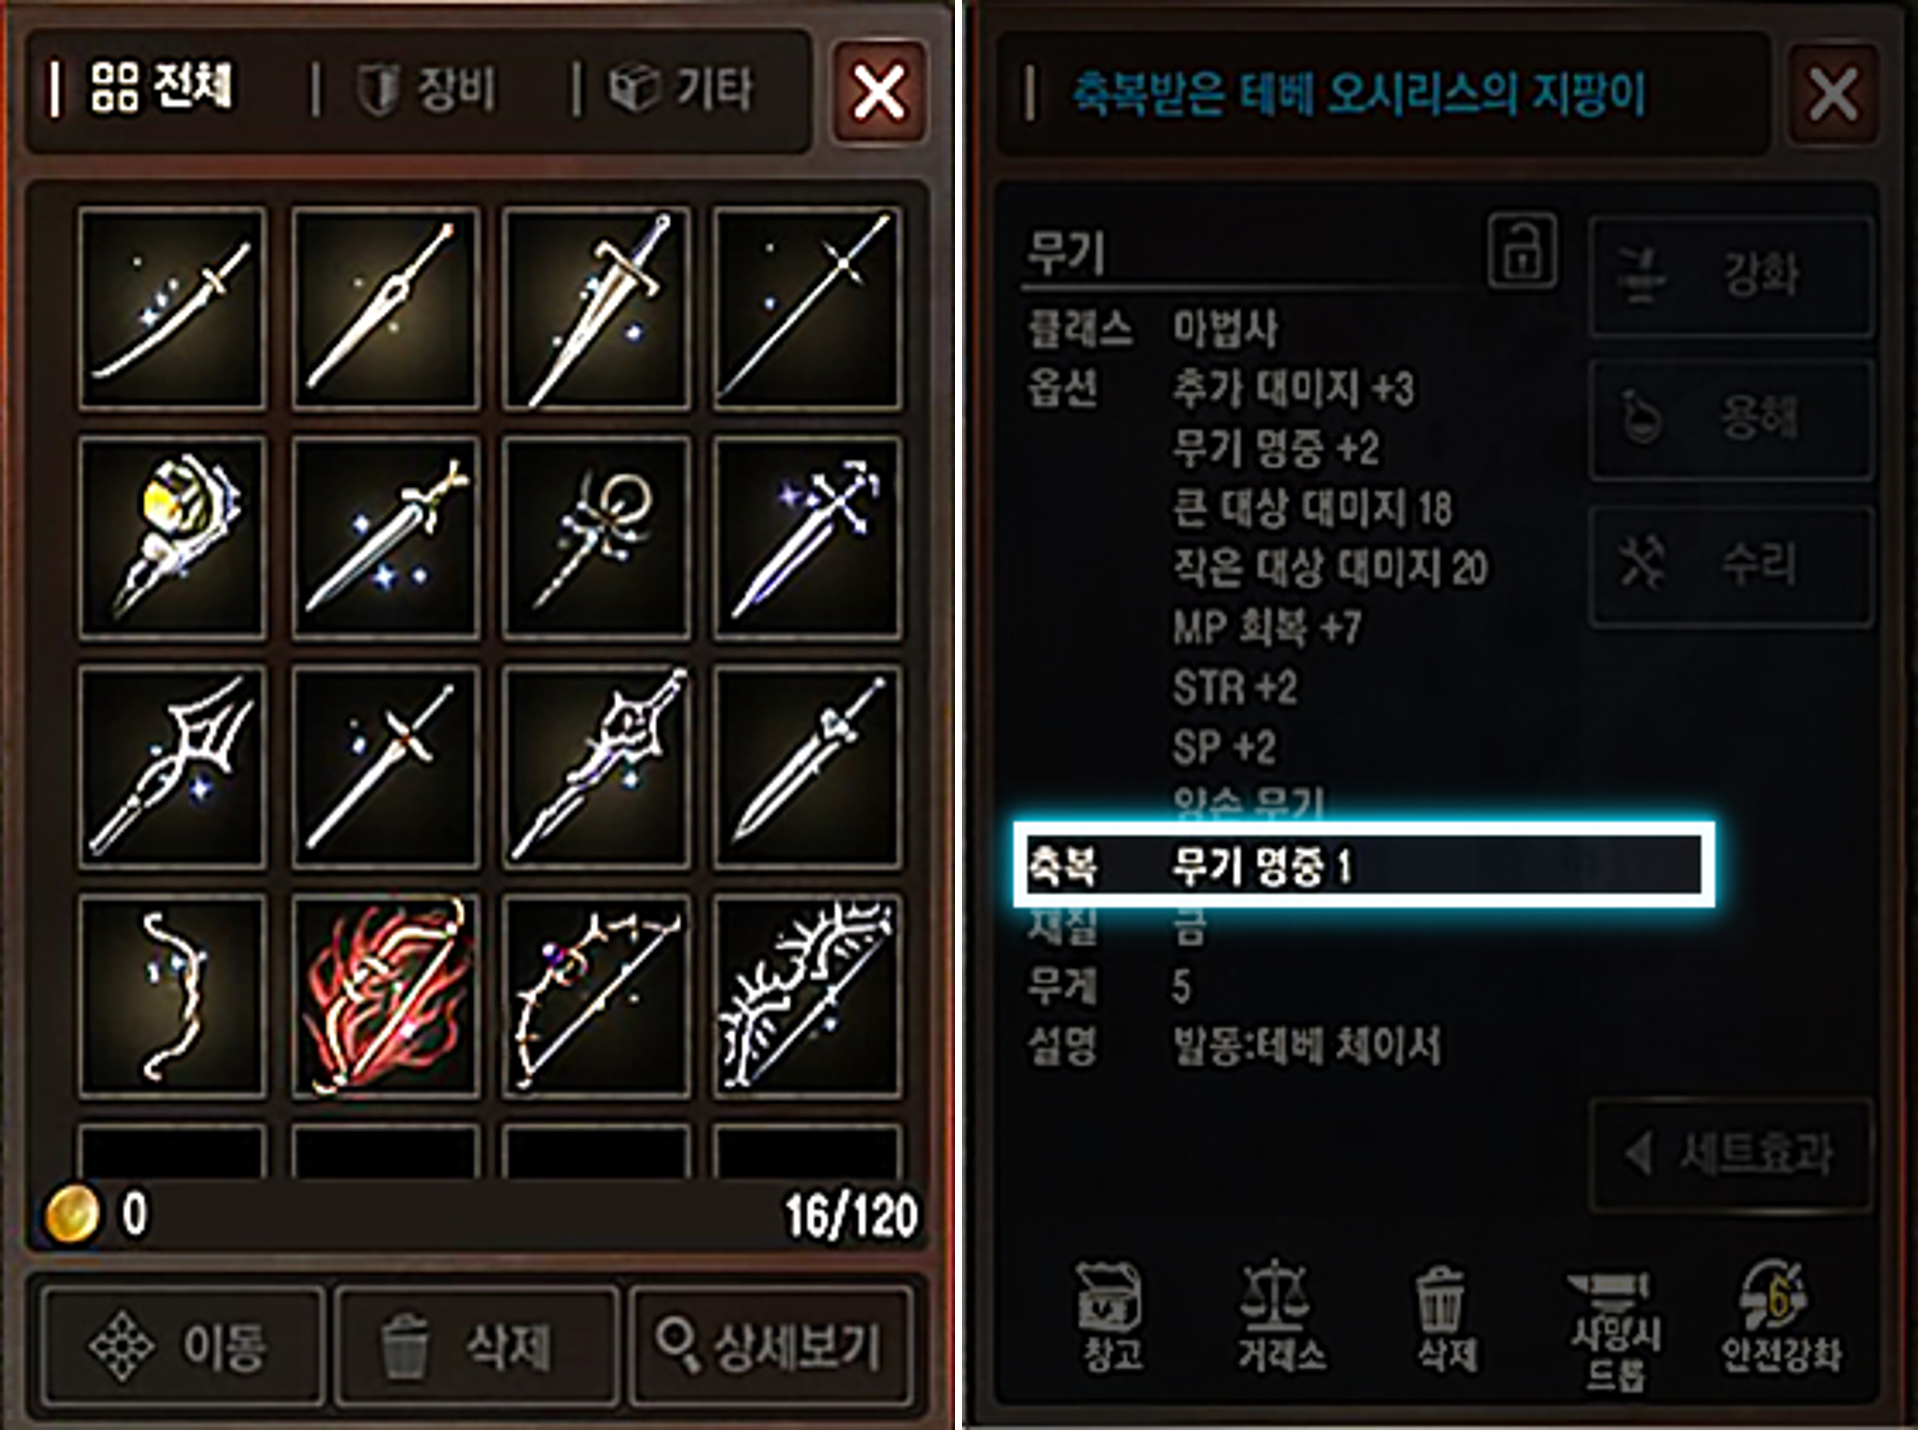 전체 장비 기타
0 16/120
이동 삭제 상세보기
축복받은 테베 오시리스의 지팡이
무기
강화
용해
수리
클래스 마법사
옵션 추가 대미지 +3
무기 명중 +2
큰 대상 대미지 18
작은 대상 대미지 20
MP 회복 +7
STR +2
SP +2
양손 무기
축복 무기 명중 1
재질 금
무게 5
설명 발동:테베 체이서
세트효과
창고 거래소 삭제 사망시 드롭 6 안전강화